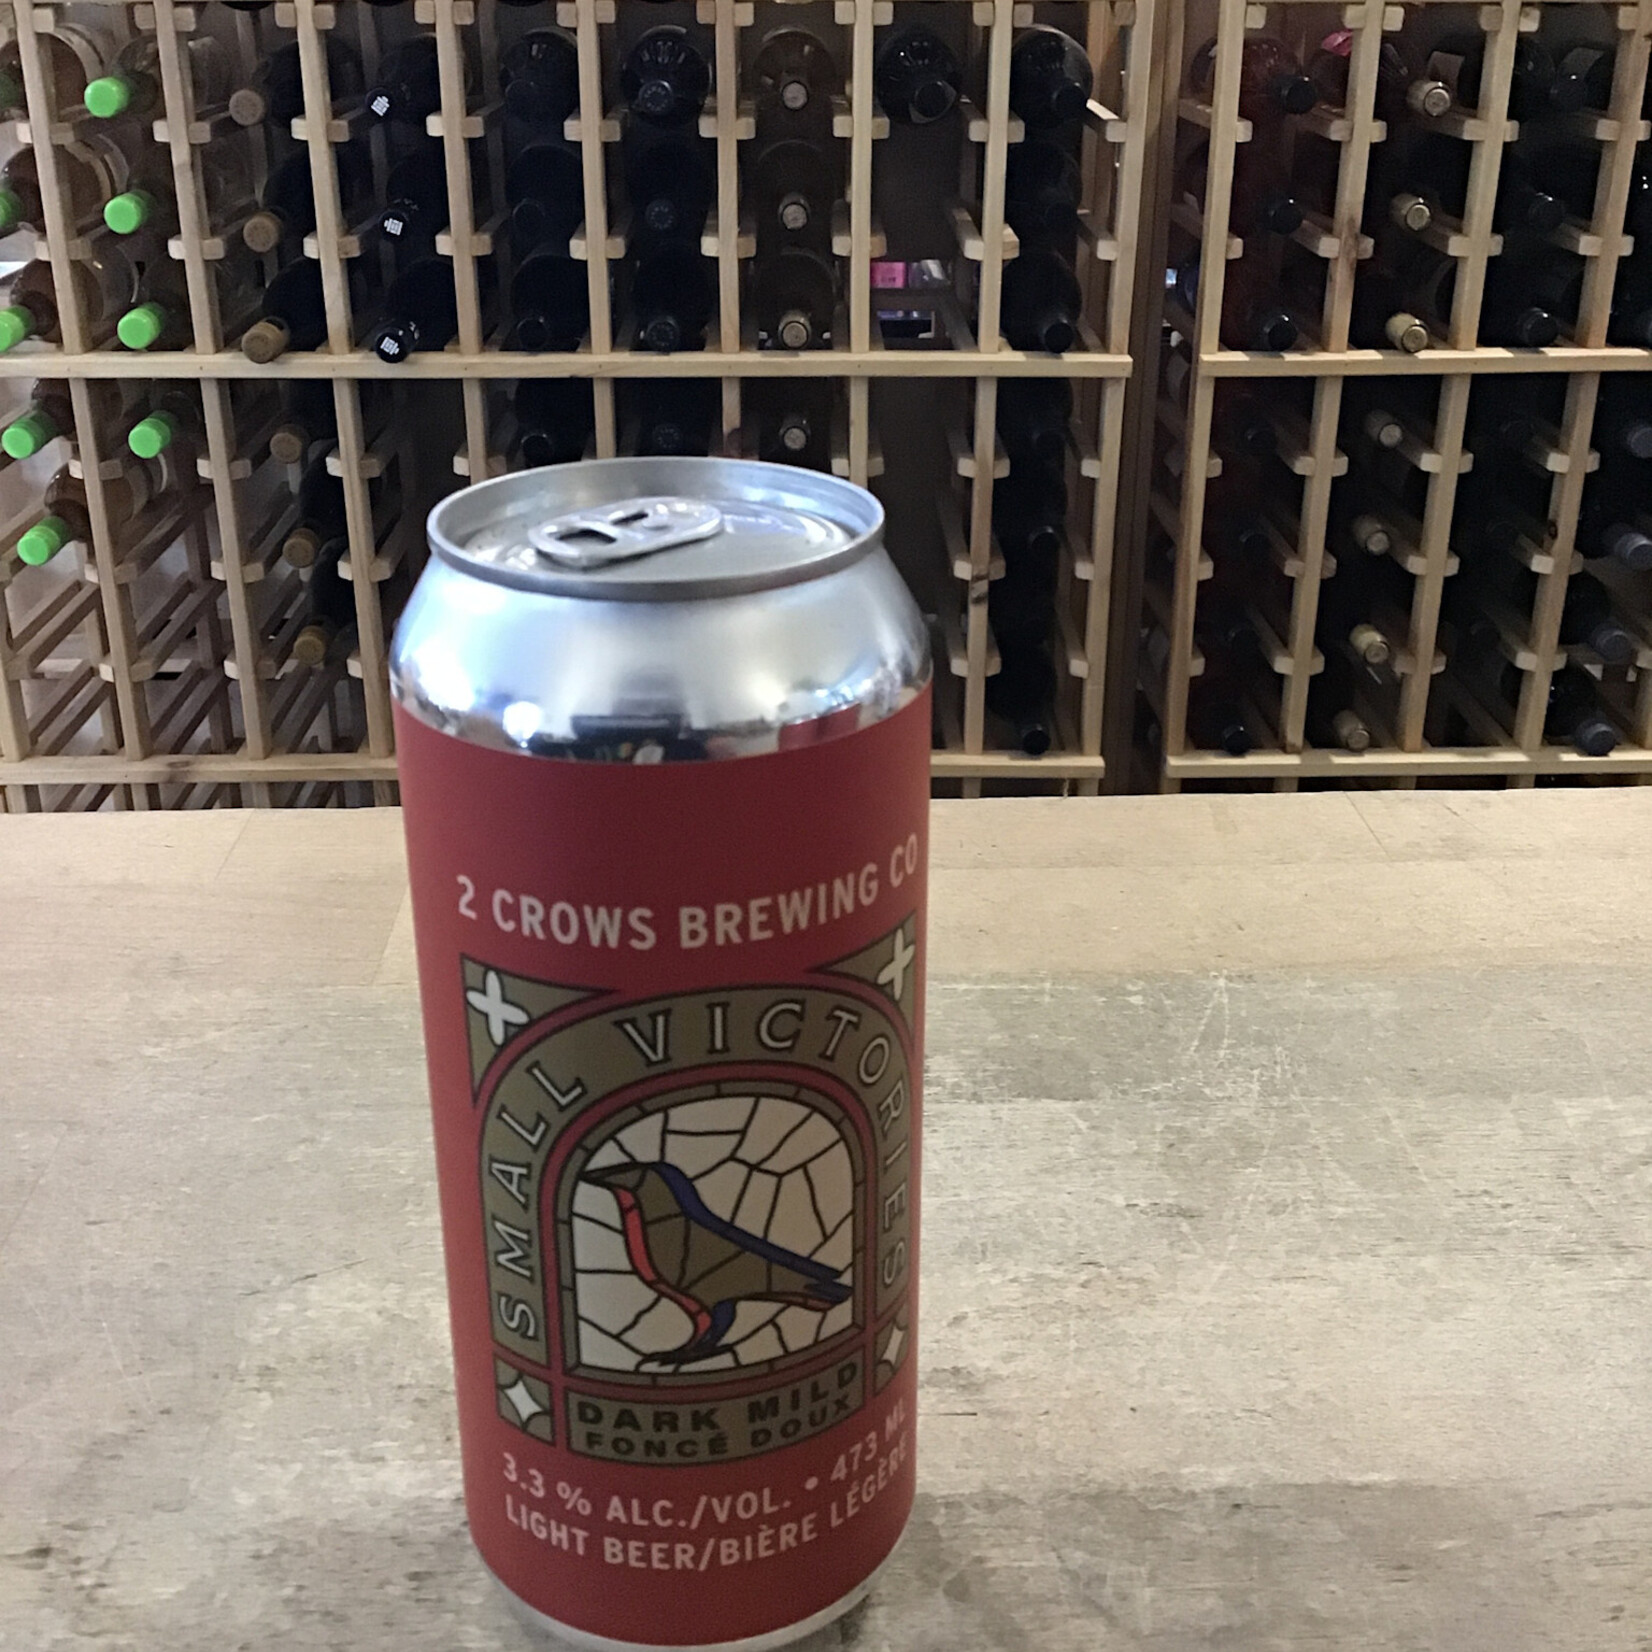 2 CROWS BREWING CO
SMALL VICTORIES
DARK MILD
FONCÉ DOUX
3.3 % ALC./VOL. • 473 ML
LIGHT BEER/BIÈRE LÉGÈRE